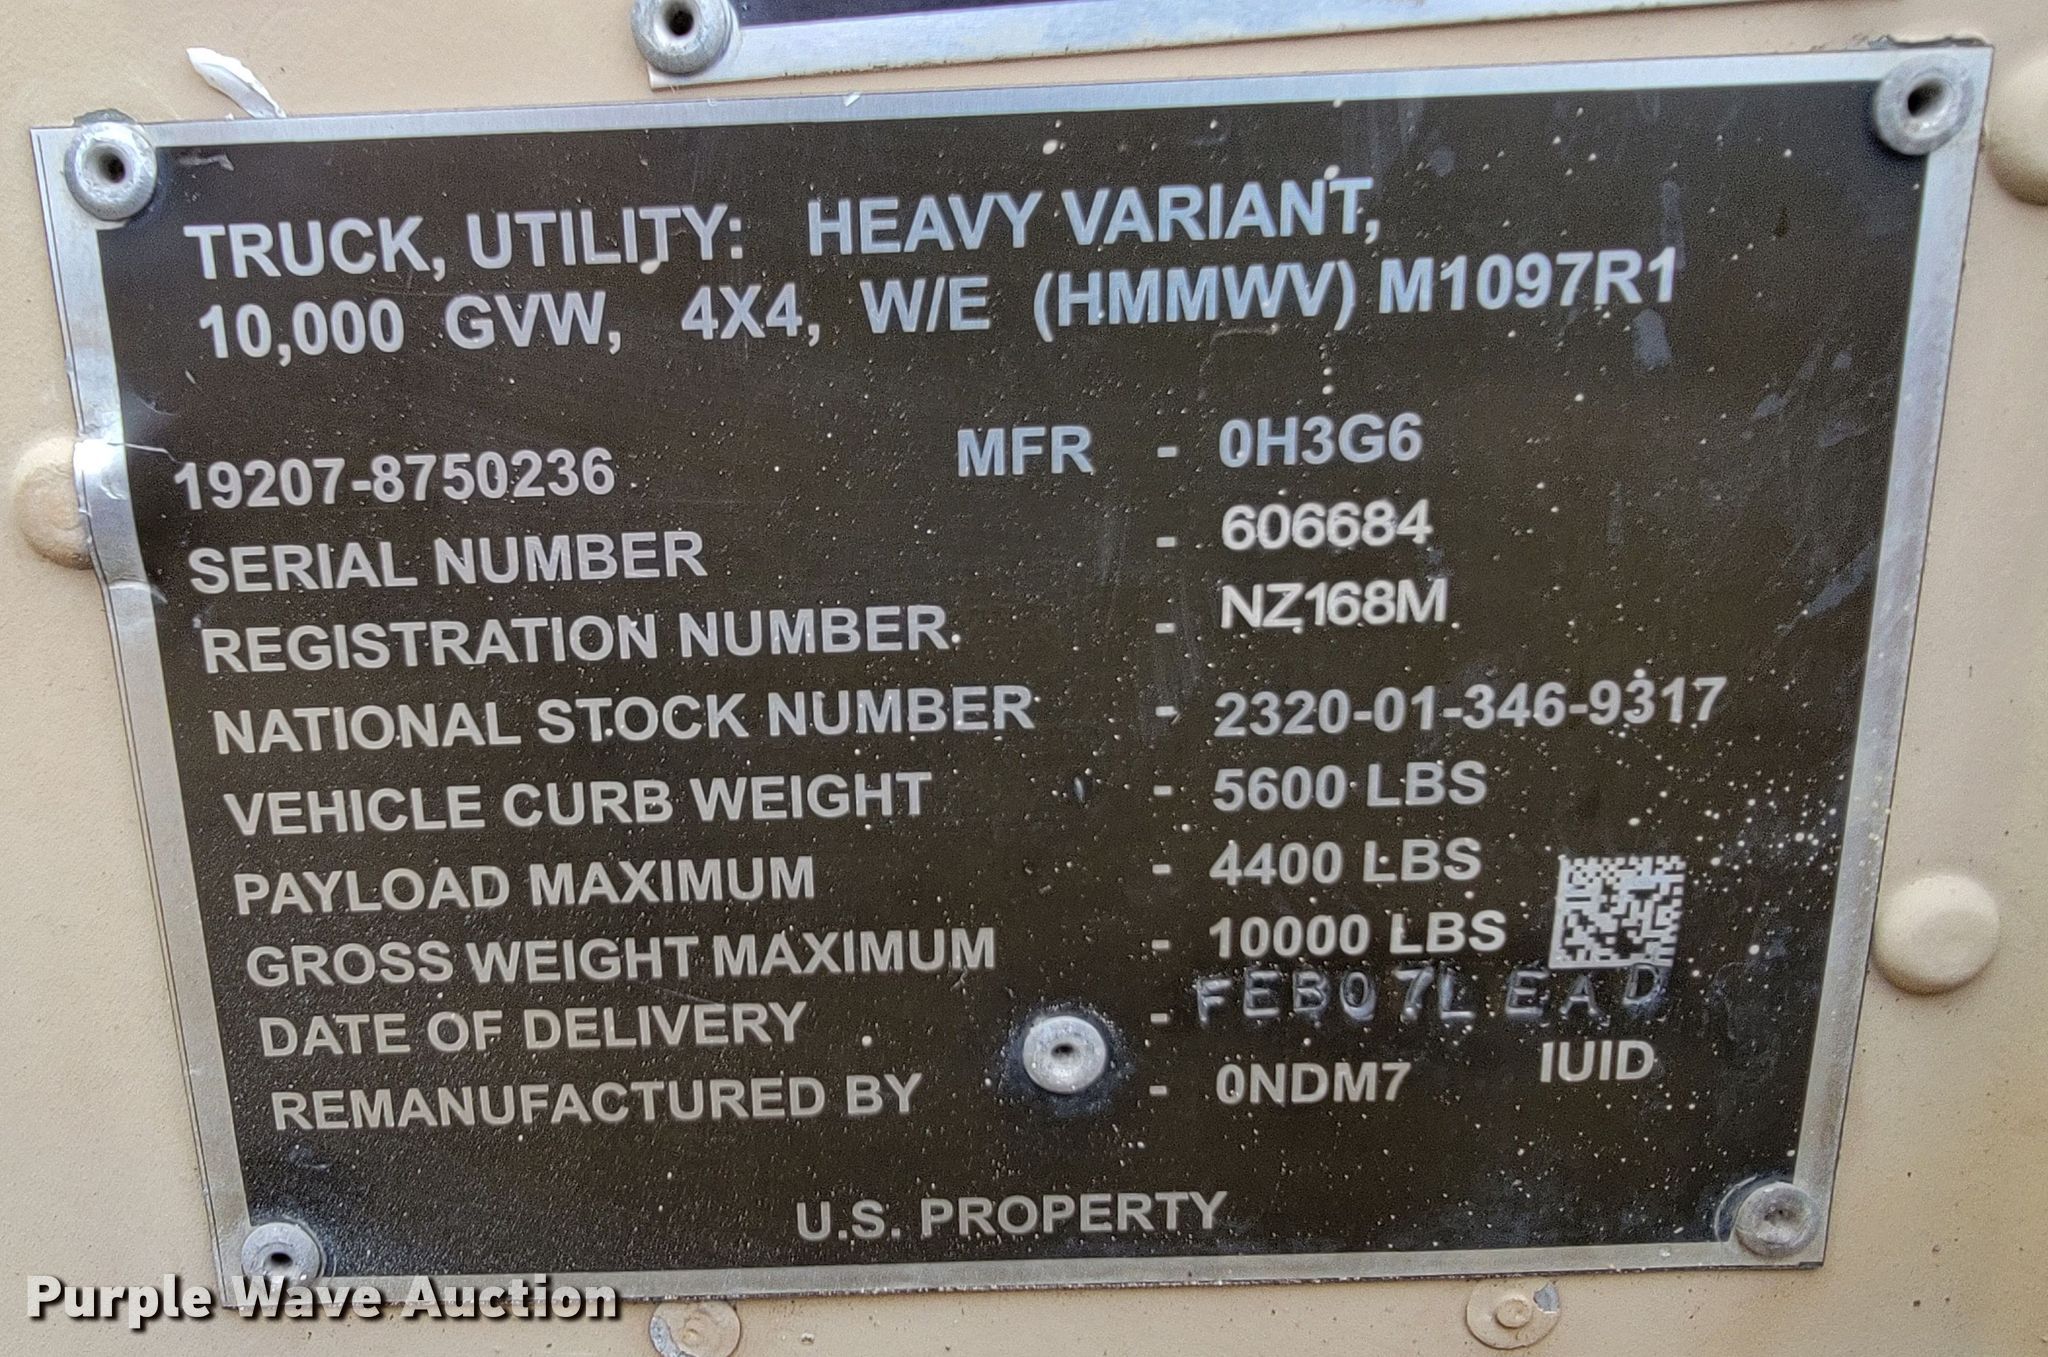 TRUCK, UTILITY: HEAVY VARIANT,
10,000 GVW, 4X4, W/E (HMMWV) M1097R1
19207-8750236 MFR - 0H3G6
SERIAL NUMBER - 606684
REGISTRATION NUMBER - NZ168M
NATIONAL STOCK NUMBER - 2320-01-346-9317
VEHICLE CURB WEIGHT - 5600 LBS
PAYLOAD MAXIMUM - 4400 LBS
GROSS WEIGHT MAXIMUM - 10000 LBS
DATE OF DELIVERY - FEB07LEAD
REMANUFACTURED BY - 0NDM7 IUID
U.S. PROPERTY
Purple Wave Auction